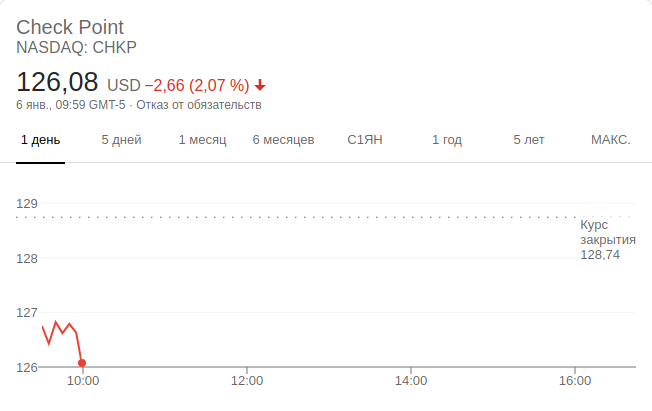 Check Point
NASDAQ: CHKP
126,08 USD −2,66 (2,07 %)
6 янв., 09:59 GMT-5 · Отказ от обязательств
1 день 5 дней 1 месяц 6 месяцев С1ЯН 1 год 5 лет МАКС.
129
Курс
закрытия
128,74
128
127
126
10:00 12:00 14:00 16:00